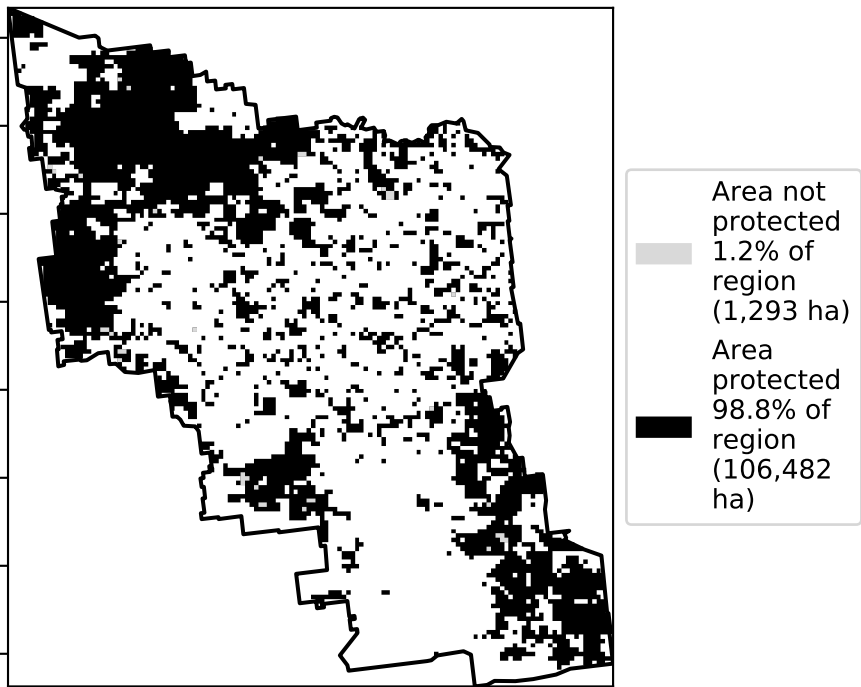 Area not
protected
1.2% of
region
(1,293 ha)
Area
protected
98.8% of
region
(106,482
ha)